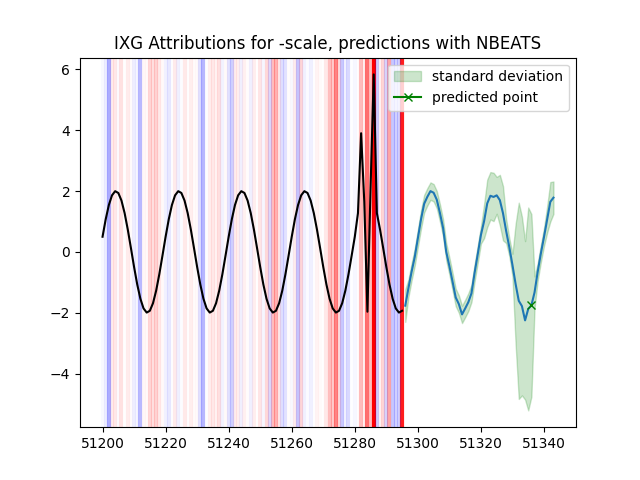 IXG Attributions for -scale, predictions with NBEATS
6
4
2
0
−2
−4
standard deviation
predicted point
51200 51220 51240 51260 51280 51300 51320 51340